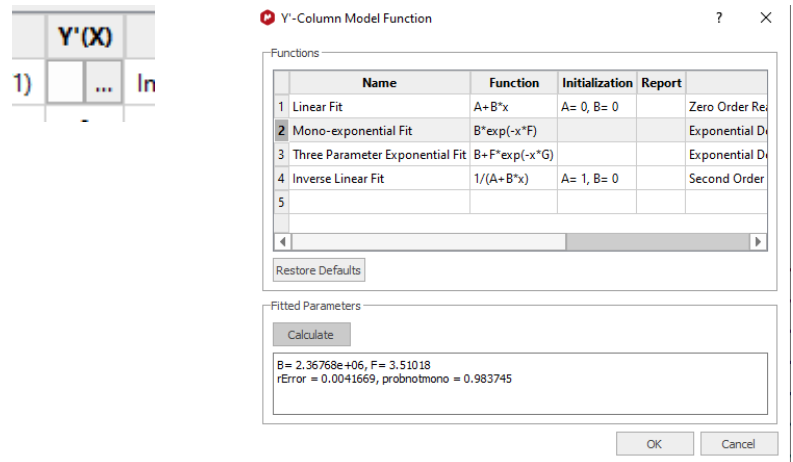 Y'(X)
1) ... In
Y'-Column Model Function ? X
Functions
Name Function Initialization Report
1 Linear Fit A+B*x A= 0, B= 0 Zero Order Rea
2 Mono-exponential Fit B*exp(-x*F) Exponential De
3 Three Parameter Exponential Fit B+F*exp(-x*G) Exponential De
4 Inverse Linear Fit 1/(A+B*x) A= 1, B= 0 Second Order
5
Restore Defaults
Fitted Parameters
Calculate
B= 2.36768e+06, F= 3.51018
rError = 0.0041669, probnotmono = 0.983745
OK Cancel